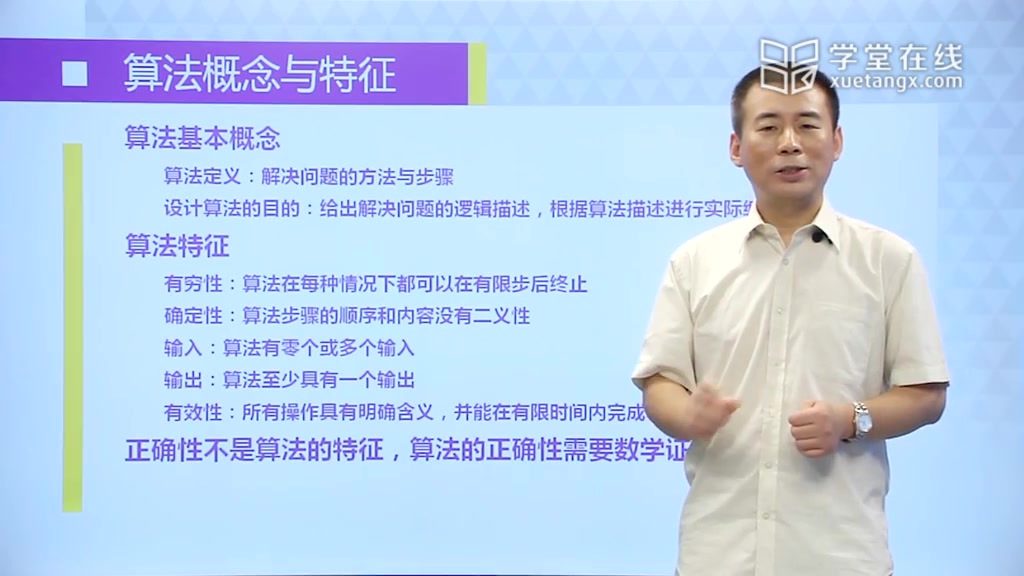 学堂在线
xuetangx.com
算法概念与特征
算法基本概念
算法定义：解决问题的方法与步骤
设计算法的目的：给出解决问题的逻辑描述，根据算法描述进行实际
算法特征
有穷性：算法在每种情况下都可以在有限步后终止
确定性：算法步骤的顺序和内容没有二义性
输入：算法有零个或多个输入
输出：算法至少具有一个输出
有效性：所有操作具有明确含义，并能在有限时间内完成
正确性不是算法的特征，算法的正确性需要数学证